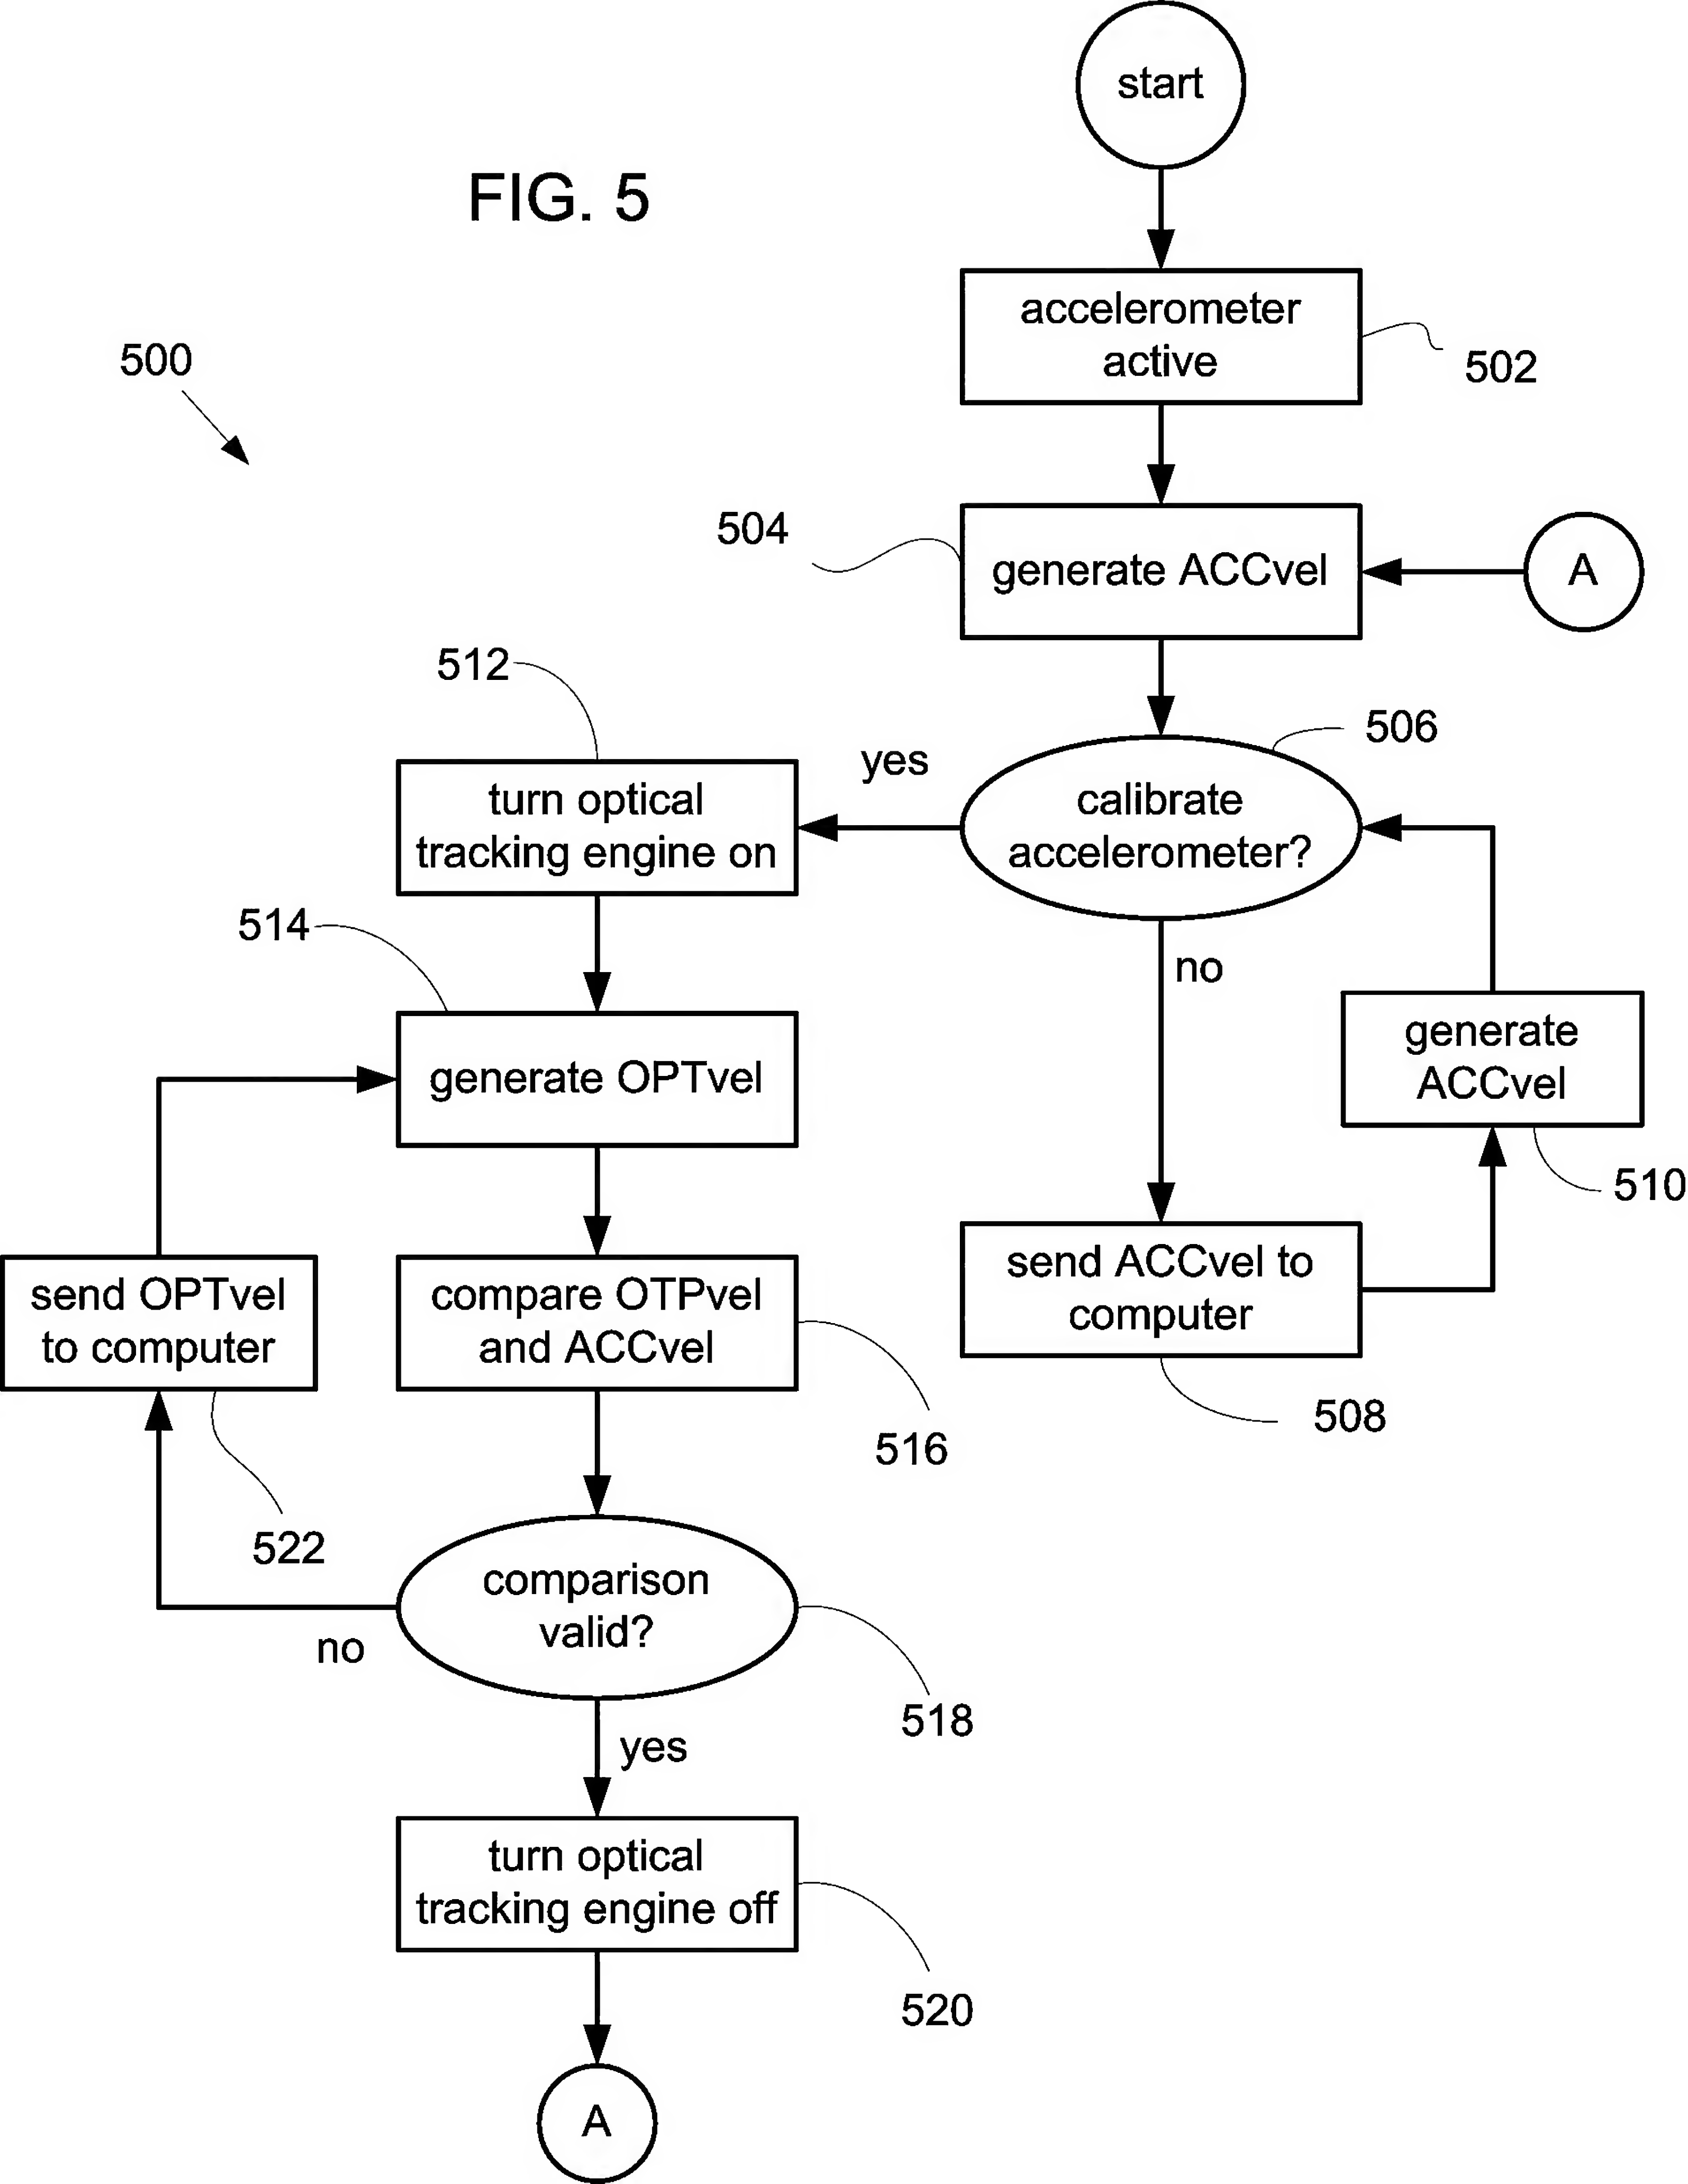 start
FIG. 5
accelerometer
active
500
502
504
generate ACCvel
A
512
506
yes
turn optical
tracking engine on
calibrate
accelerometer?
514
no
generate
ACCvel
generate OPTvel
510
send OPTvel
to computer
compare OTPvel
and ACCvel
send ACCvel to
computer
508
516
522
comparison
valid?
no
518
yes
turn optical
tracking engine off
520
A